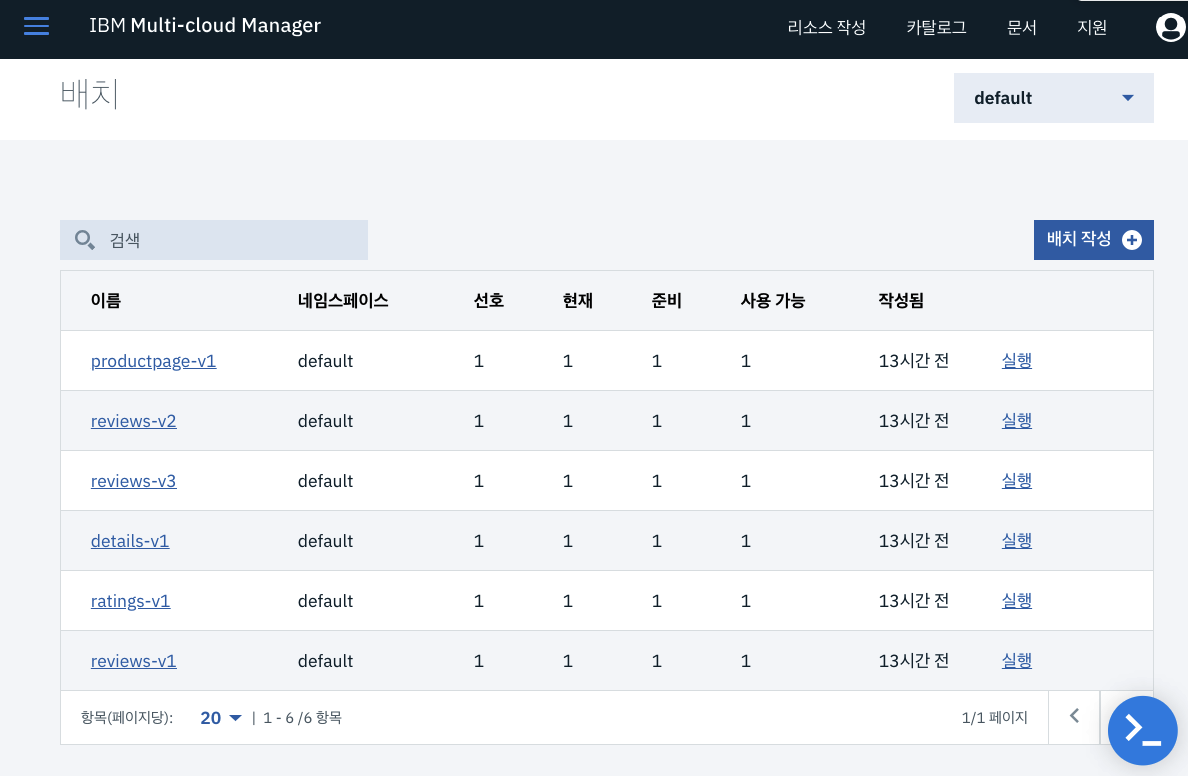 IBM Multi-cloud Manager 리소스 작성 카탈로그 문서 지원
배치 default
검색 배치 작성
이름 네임스페이스 선호 현재 준비 사용 가능 작성됨
productpage-v1 default 1 1 1 1 13시간 전 실행
reviews-v2 default 1 1 1 1 13시간 전 실행
reviews-v3 default 1 1 1 1 13시간 전 실행
details-v1 default 1 1 1 1 13시간 전 실행
ratings-v1 default 1 1 1 1 13시간 전 실행
reviews-v1 default 1 1 1 1 13시간 전 실행
항목(페이지당): 20 | 1 - 6 /6 항목 1/1 페이지